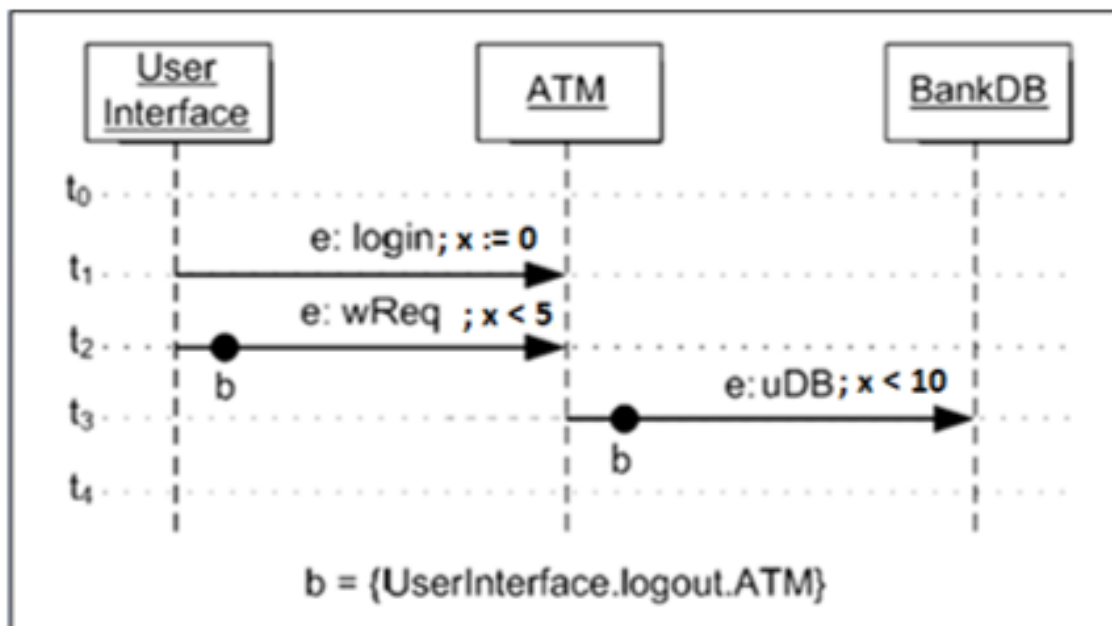 User
Interface
ATM
BankDB
t0
e: login; x := 0
t1
e: wReq ; x < 5
t2
b
e:uDB; x < 10
t3
b
t4
b = {UserInterface.logout.ATM}